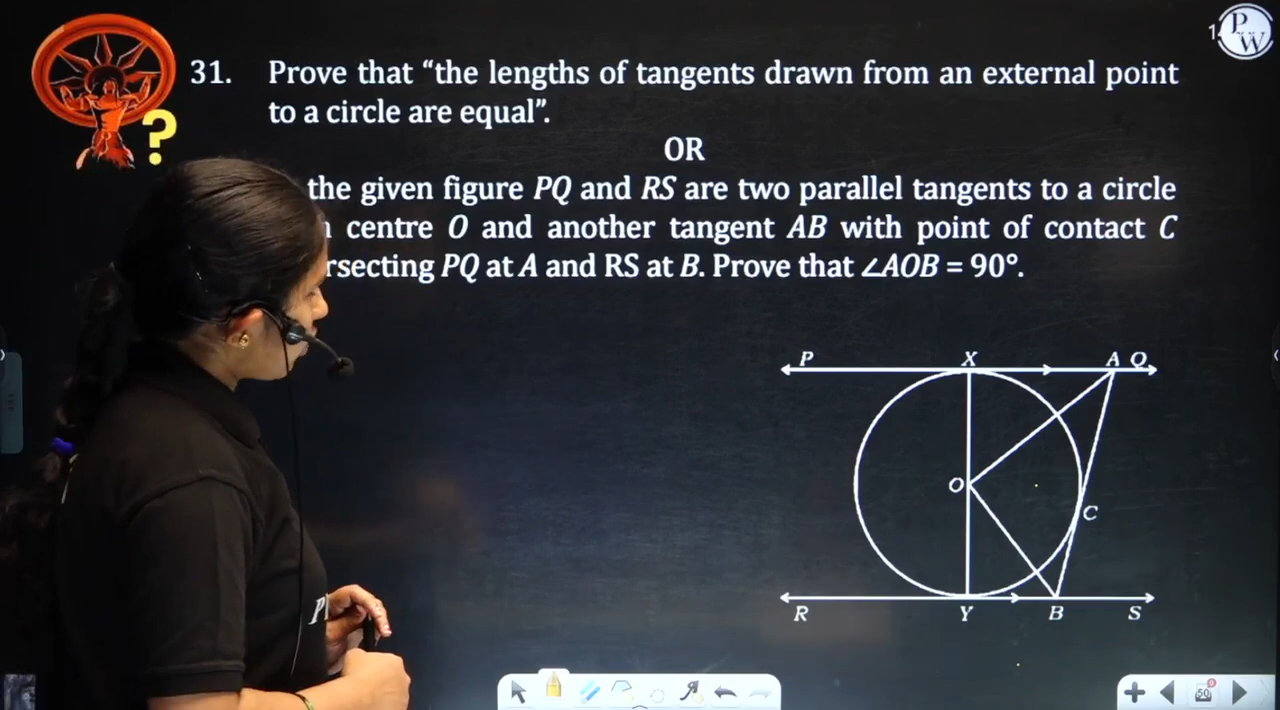 31. Prove that “the lengths of tangents drawn from an external point
to a circle are equal”.
OR
the given figure PQ and RS are two parallel tangents to a circle
centre O and another tangent AB with point of contact C
rsecting PQ at A and RS at B. Prove that ∠AOB = 90°.
P X A Q
O
C
R Y B S
PW
?
50